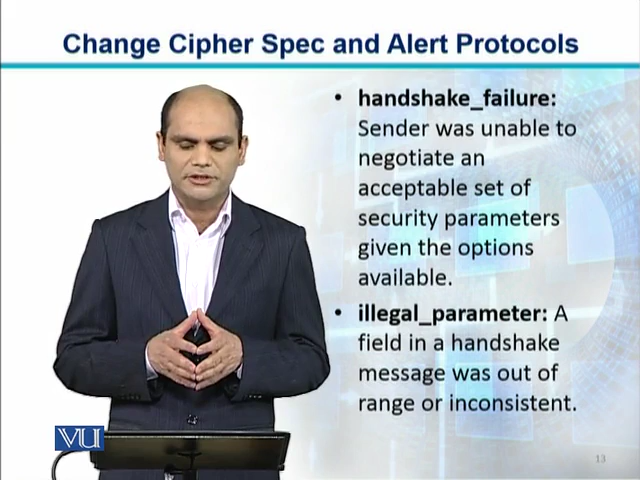 Change Cipher Spec and Alert Protocols
• handshake_failure:
Sender was unable to
negotiate an
acceptable set of
security parameters
given the options
available.
• illegal_parameter: A
field in a handshake
message was out of
range or inconsistent.
VU
13